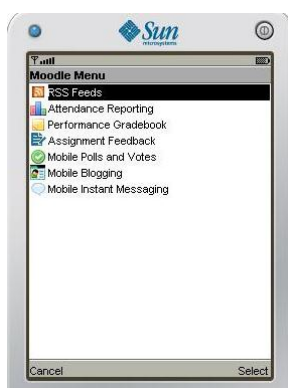 Sun
microsystems
Moodle Menu
RSS Feeds
Attendance Reporting
Performance Gradebook
Assignment Feedback
Mobile Polls and Votes
Mobile Blogging
Mobile Instant Messaging
Cancel Select